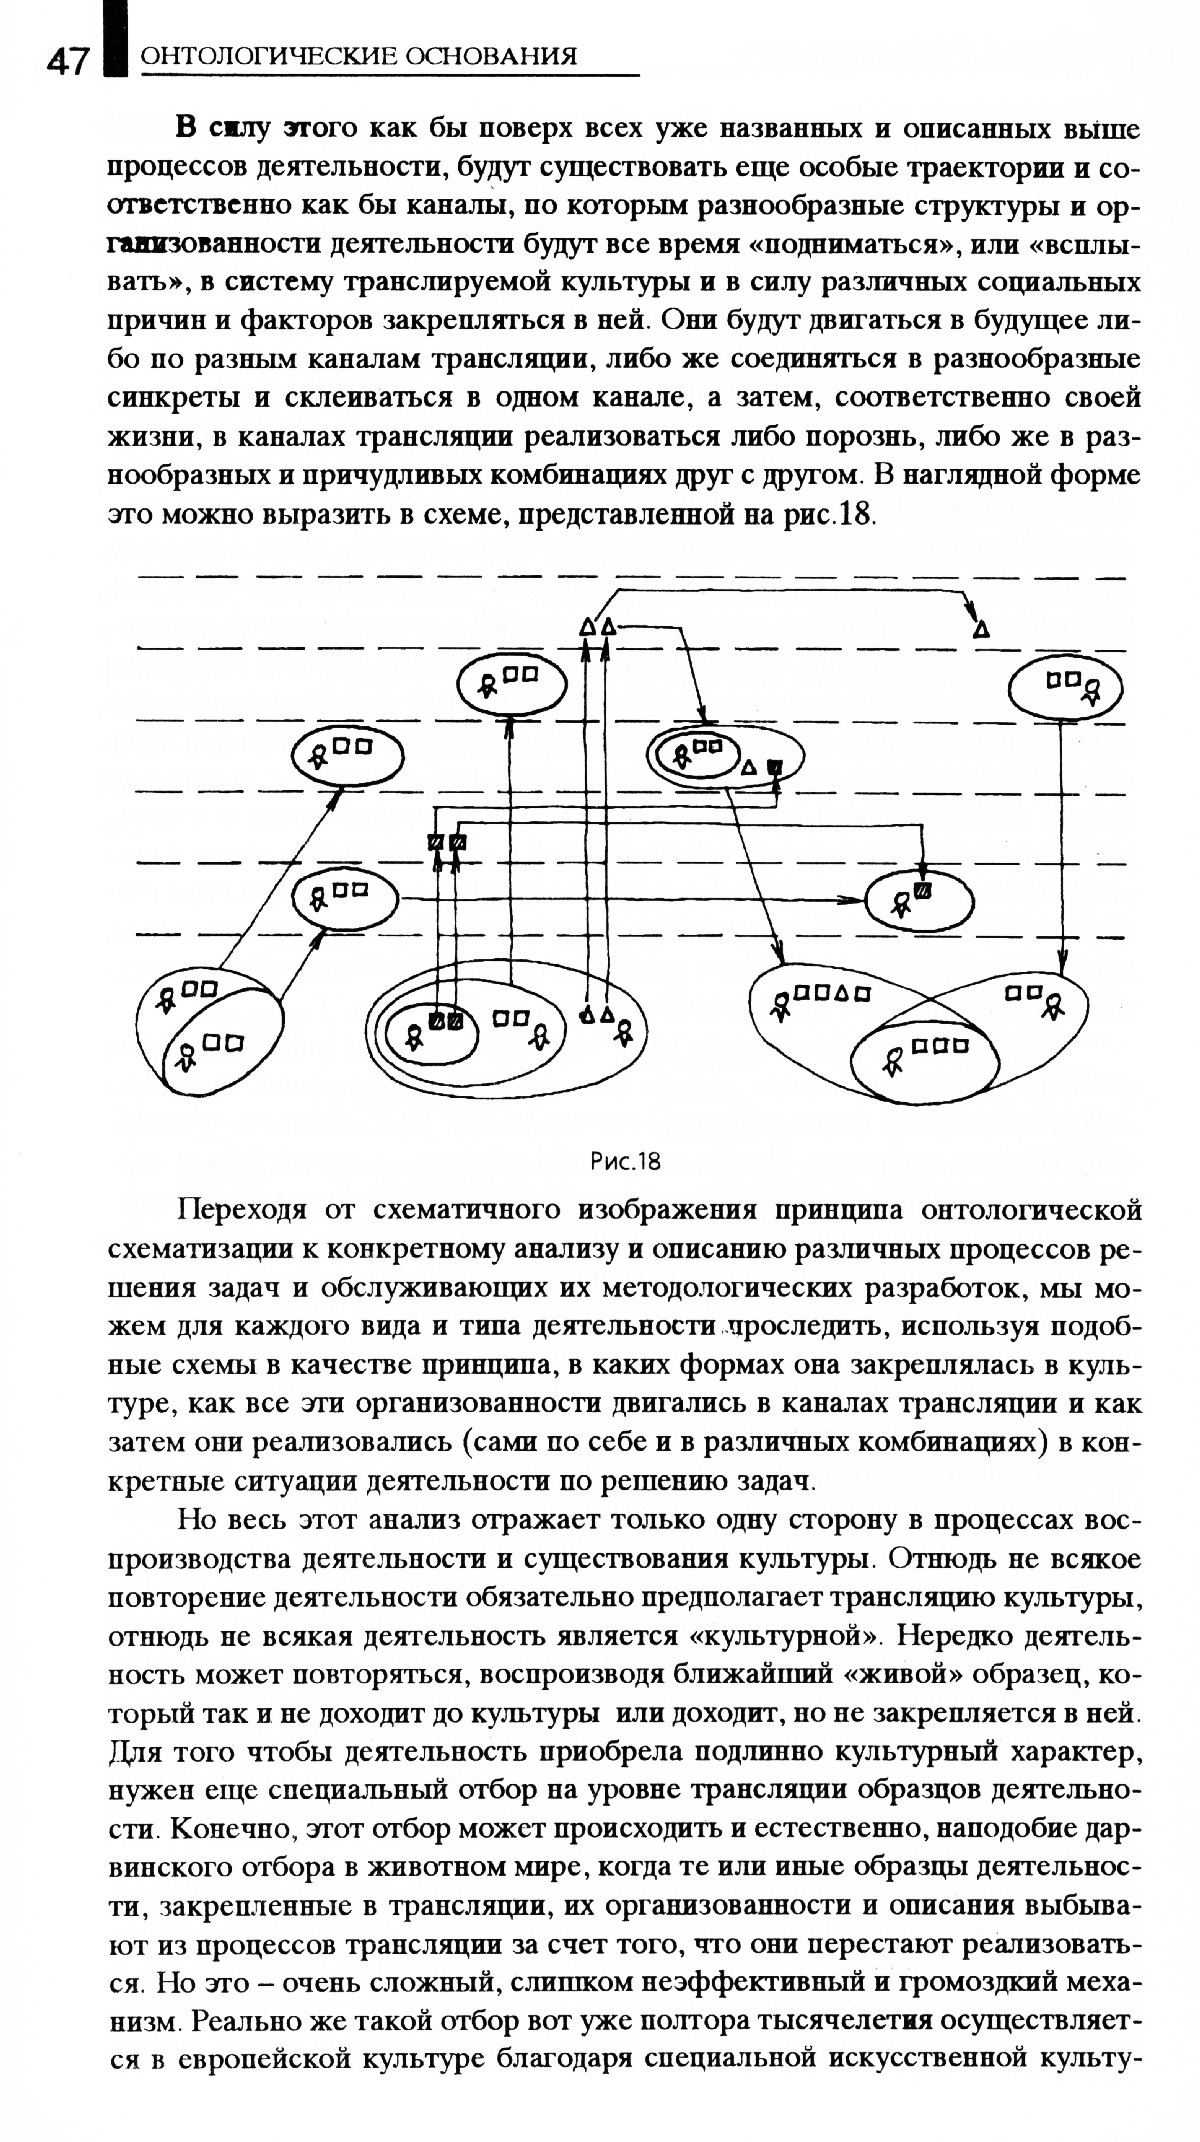 47 ОНТОЛОГИЧЕСКИЕ ОСНОВАНИЯ
В силу этого как бы поверх всех уже названных и описанных выше
процессов деятельности, будут существовать еще особые траектории и со-
ответственно как бы каналы, по которым разнообразные структуры и ор-
ганизованности деятельности будут все время «подниматься», или «всплы-
вать», в систему транслируемой культуры и в силу различных социальных
причин и факторов закрепляться в ней. Они будут двигаться в будущее ли-
бо по разным каналам трансляции, либо же соединяться в разнообразные
синкреты и склеиваться в одном канале, а затем, соответственно своей
жизни, в каналах трансляции реализоваться либо порознь, либо же в раз-
нообразных и причудливых комбинациях друг с другом. В наглядной форме
это можно выразить в схеме, представленной на рис.18.
Рис.18
Переходя от схематичного изображения принципа онтологической
схематизации к конкретному анализу и описанию различных процессов ре-
шения задач и обслуживающих их методологических разработок, мы мо-
жем для каждого вида и типа деятельности проследить, используя подоб-
ные схемы в качестве принципа, в каких формах она закреплялась в куль-
туре, как все эти организованности двигались в каналах трансляции и как
затем они реализовались (сами по себе и в различных комбинациях) в кон-
кретные ситуации деятельности по решению задач.
Но весь этот анализ отражает только одну сторону в процессах вос-
производства деятельности и существования культуры. Отнюдь не всякое
повторение деятельности обязательно предполагает трансляцию культуры,
отнюдь не всякая деятельность является «культурной». Нередко деятель-
ность может повторяться, воспроизводя ближайший «живой» образец, ко-
торый так и не доходит до культуры или доходит, но не закрепляется в ней.
Для того чтобы деятельность приобрела подлинно культурный характер,
нужен еще специальный отбор на уровне трансляции образцов деятельно-
сти. Конечно, этот отбор может происходить и естественно, наподобие дар-
винского отбора в животном мире, когда те или иные образцы деятельнос-
ти, закрепленные в трансляции, их организованности и описания выбыва-
ют из процессов трансляции за счет того, что они перестают реализовать-
ся. Но это – очень сложный, слишком неэффективный и громоздкий меха-
низм. Реально же такой отбор вот уже полтора тысячелетия осуществляет-
ся в европейской культуре благодаря специальной искусственной культу-